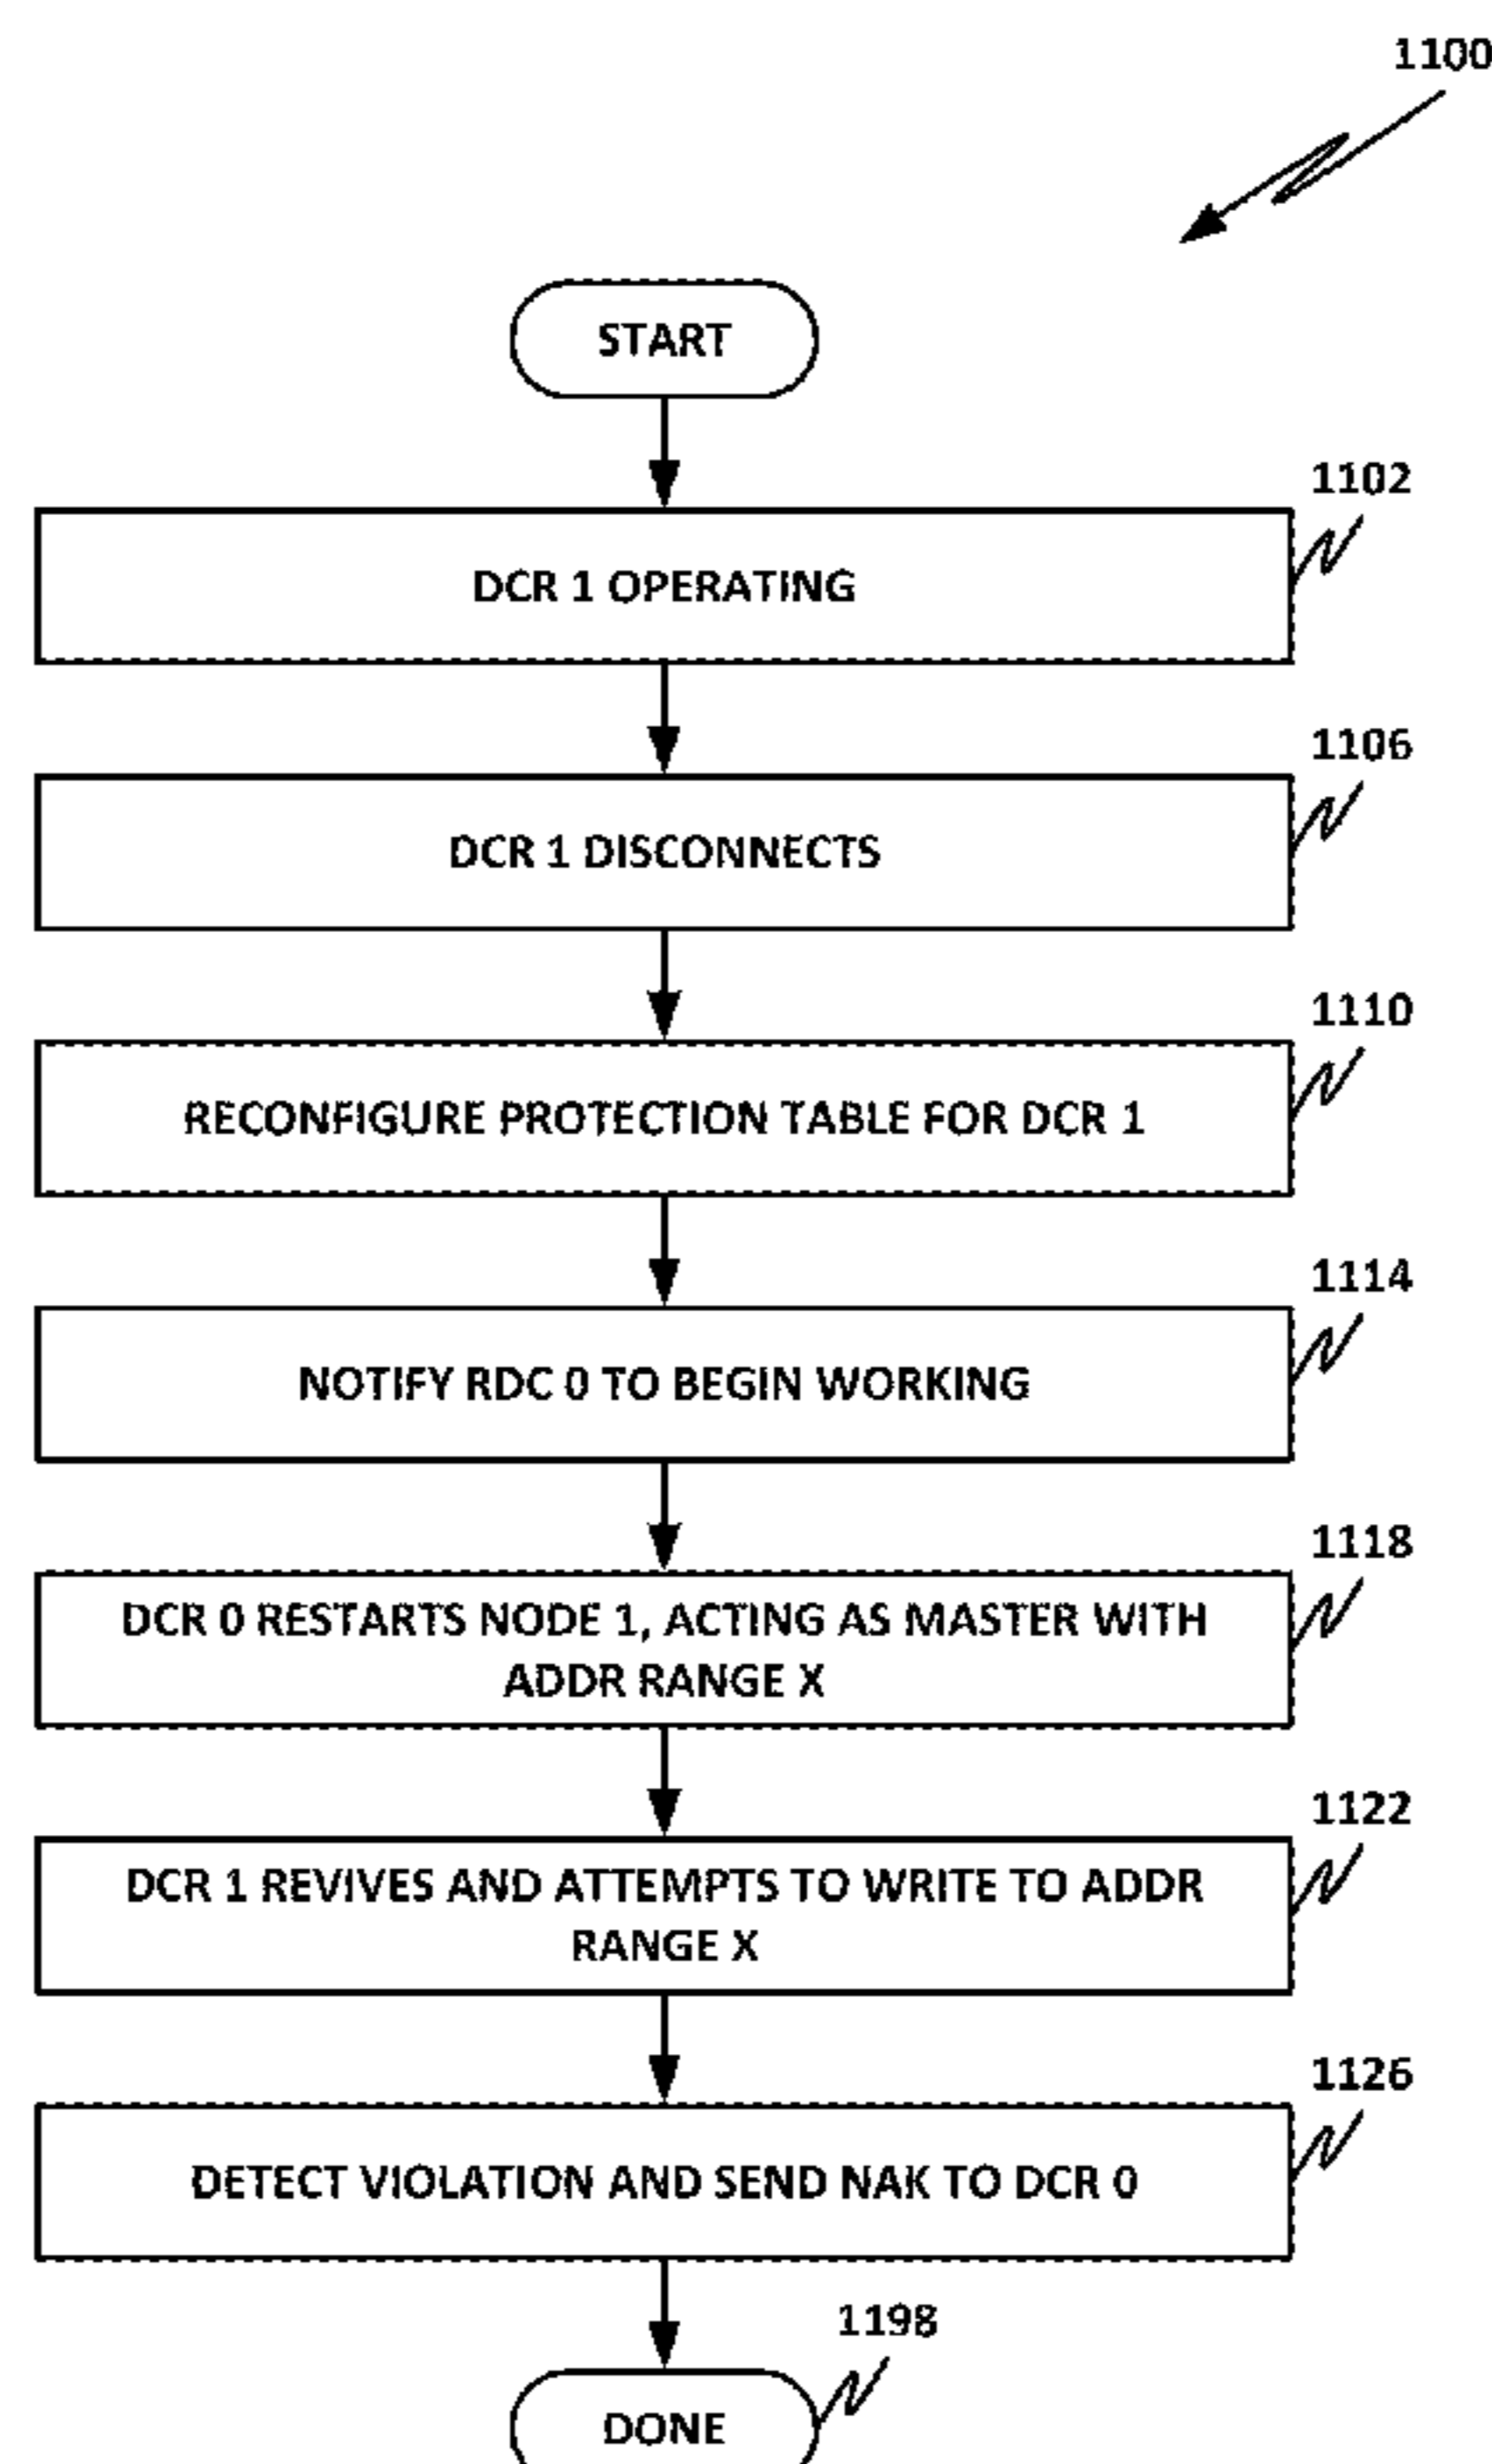 1100
START
1102
DCR 1 OPERATING
1106
DCR 1 DISCONNECTS
1110
RECONFIGURE PROTECTION TABLE FOR DCR 1
1114
NOTIFY RDC 0 TO BEGIN WORKING
1118
DCR 0 RESTARTS NODE 1, ACTING AS MASTER WITH
ADDR RANGE X
1122
DCR 1 REVIVES AND ATTEMPTS TO WRITE TO ADDR
RANGE X
1126
DETECT VIOLATION AND SEND NAK TO DCR 0
1198
DONE